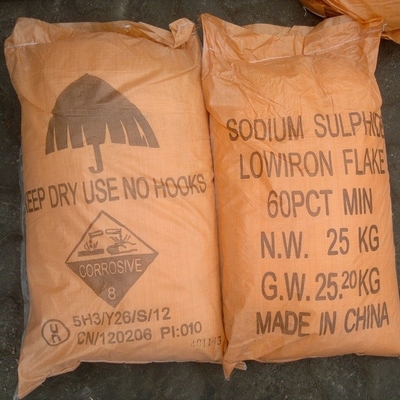 EEP DRY USE NO HOOKS
CORROSIVE
8
5H3/Y26/S/12
CN/120206 PI:010
SODIUM SULPHIDE
LOWIRON FLAKE
60PCT MIN
N.W. 25 KG
G.W. 25.20KG
MADE IN CHINA